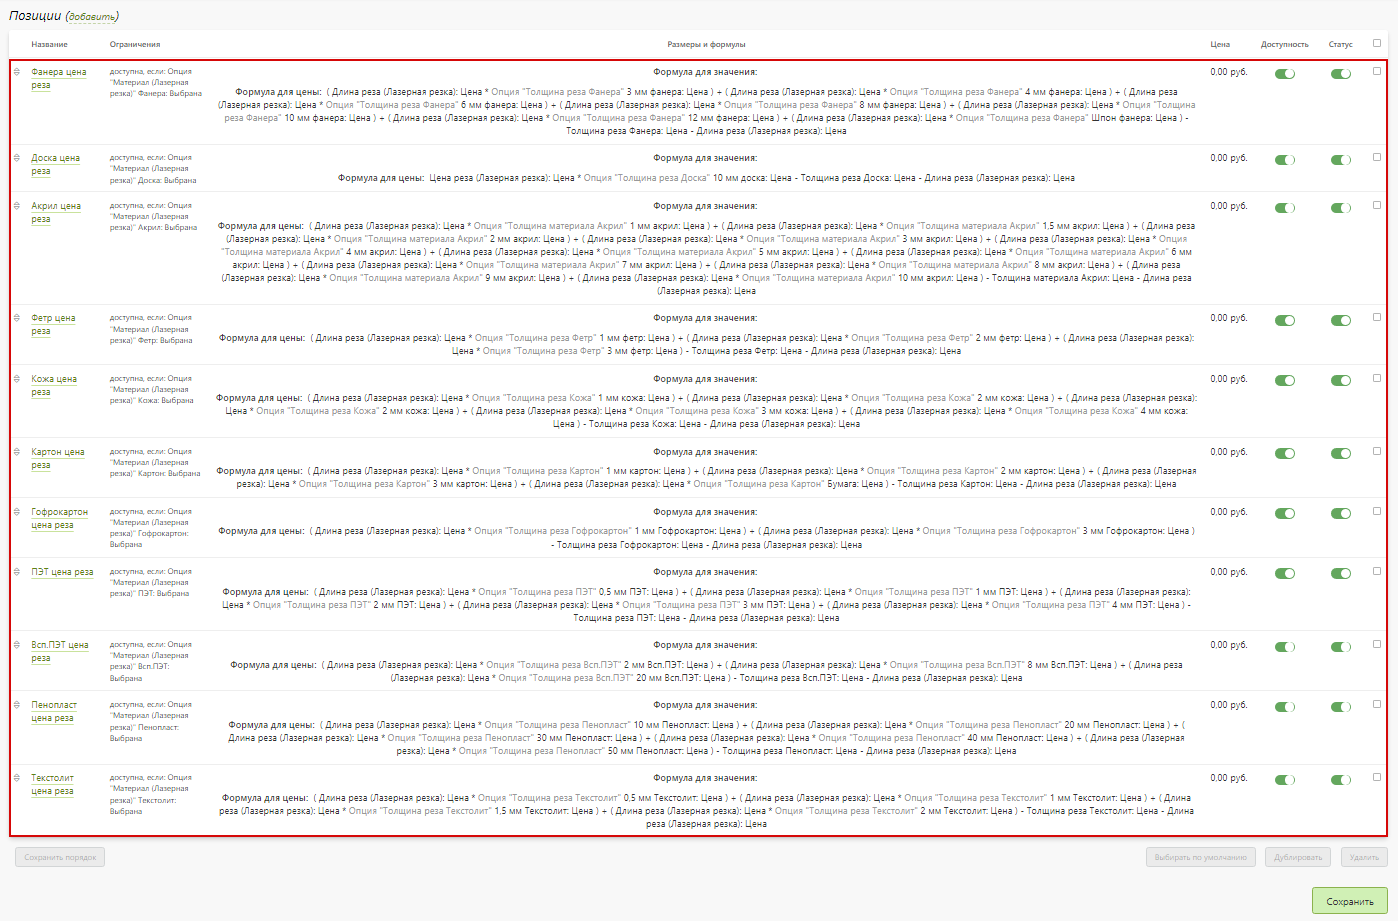 Позиции (добавить)
Название Ограничения Размеры и формулы Цена Доступность Статус
Фанера цена реза
доступна, если: Опция
"Материал (Лазерная
резка)" Фанера: Выбрана
Формула для значения:
Формула для цены: ( Длина реза (Лазерная резка): Цена * Опция "Толщина реза Фанера" 3 мм фанера: Цена ) + ( Длина реза (Лазерная резка): Цена * Опция "Толщина реза Фанера" 4 мм фанера: Цена ) + ( Длина реза
(Лазерная резка): Цена * Опция "Толщина реза Фанера" 6 мм фанера: Цена ) + ( Длина реза (Лазерная резка): Цена * Опция "Толщина реза Фанера" 8 мм фанера: Цена ) + ( Длина реза (Лазерная резка): Цена * Опция "Толщина
реза Фанера" 10 мм фанера: Цена ) + ( Длина реза (Лазерная резка): Цена * Опция "Толщина реза Фанера" 12 мм фанера: Цена ) + ( Длина реза (Лазерная резка): Цена * Опция "Толщина реза Фанера" Шпон фанера: Цена ) -
Толщина реза Фанера: Цена - Длина реза (Лазерная резка): Цена
0,00 руб.
Доска цена реза
доступна, если: Опция
"Материал (Лазерная
резка)" Доска: Выбрана
Формула для значения:
Формула для цены: Цена реза (Лазерная резка): Цена * Опция "Толщина реза Доска" 10 мм доска: Цена - Толщина реза Доска: Цена - Длина реза (Лазерная резка): Цена
0,00 руб.
Акрил цена реза
доступна, если: Опция
"Материал (Лазерная
резка)" Акрил: Выбрана
Формула для значения:
Формула для цены: ( Длина реза (Лазерная резка): Цена * Опция "Толщина материала Акрил" 1 мм акрил: Цена ) + ( Длина реза (Лазерная резка): Цена * Опция "Толщина материала Акрил" 1,5 мм акрил: Цена ) + ( Длина реза
(Лазерная резка): Цена * Опция "Толщина материала Акрил" 2 мм акрил: Цена ) + ( Длина реза (Лазерная резка): Цена * Опция "Толщина материала Акрил" 3 мм акрил: Цена ) + ( Длина реза (Лазерная резка): Цена * Опция
"Толщина материала Акрил" 4 мм акрил: Цена ) + ( Длина реза (Лазерная резка): Цена * Опция "Толщина материала Акрил" 5 мм акрил: Цена ) + ( Длина реза (Лазерная резка): Цена * Опция "Толщина материала Акрил" 6 мм
акрил: Цена ) + ( Длина реза (Лазерная резка): Цена * Опция "Толщина материала Акрил" 7 мм акрил: Цена ) + ( Длина реза (Лазерная резка): Цена * Опция "Толщина материала Акрил" 8 мм акрил: Цена ) + ( Длина реза
(Лазерная резка): Цена * Опция "Толщина материала Акрил" 9 мм акрил: Цена ) + ( Длина реза (Лазерная резка): Цена * Опция "Толщина материала Акрил" 10 мм акрил: Цена ) - Толщина материала Акрил: Цена - Длина реза
(Лазерная резка): Цена
0,00 руб.
Фетр цена реза
доступна, если: Опция
"Материал (Лазерная
резка)" Фетр: Выбрана
Формула для значения:
Формула для цены: ( Длина реза (Лазерная резка): Цена * Опция "Толщина реза Фетр" 1 мм фетр: Цена ) + ( Длина реза (Лазерная резка): Цена * Опция "Толщина реза Фетр" 2 мм фетр: Цена ) + ( Длина реза (Лазерная резка):
Цена * Опция "Толщина реза Фетр" 3 мм фетр: Цена ) - Толщина реза Фетр: Цена - Длина реза (Лазерная резка): Цена
0,00 руб.
Кожа цена реза
доступна, если: Опция
"Материал (Лазерная
резка)" Кожа: Выбрана
Формула для значения:
Формула для цены: ( Длина реза (Лазерная резка): Цена * Опция "Толщина реза Кожа" 1 мм кожа: Цена ) + ( Длина реза (Лазерная резка): Цена * Опция "Толщина реза Кожа" 2 мм кожа: Цена ) + ( Длина реза (Лазерная резка):
Цена * Опция "Толщина реза Кожа" 2 мм кожа: Цена ) + ( Длина реза (Лазерная резка): Цена * Опция "Толщина реза Кожа" 3 мм кожа: Цена ) + ( Длина реза (Лазерная резка): Цена * Опция "Толщина реза Кожа" 4 мм кожа:
Цена ) - Толщина реза Кожа: Цена - Длина реза (Лазерная резка): Цена
0,00 руб.
Картон цена реза
доступна, если: Опция
"Материал (Лазерная
резка)" Картон: Выбрана
Формула для значения:
Формула для цены: ( Длина реза (Лазерная резка): Цена * Опция "Толщина реза Картон" 1 мм картон: Цена ) + ( Длина реза (Лазерная резка): Цена * Опция "Толщина реза Картон" 2 мм картон: Цена ) + ( Длина реза (Лазерная
резка): Цена * Опция "Толщина реза Картон" 3 мм картон: Цена ) + ( Длина реза (Лазерная резка): Цена * Опция "Толщина реза Картон" Бумага: Цена ) - Толщина реза Картон: Цена - Длина реза (Лазерная резка): Цена
0,00 руб.
Гофрокартон цена реза
доступна, если: Опция
"Материал (Лазерная
резка)" Гофрокартон:
Выбрана
Формула для значения:
Формула для цены: ( Длина реза (Лазерная резка): Цена * Опция "Толщина реза Гофрокартон" 1 мм Гофрокартон: Цена ) + ( Длина реза (Лазерная резка): Цена * Опция "Толщина реза Гофрокартон" 3 мм Гофрокартон: Цена )
- Толщина реза Гофрокартон: Цена - Длина реза (Лазерная резка): Цена
0,00 руб.
ПЭТ цена реза
доступна, если: Опция
"Материал (Лазерная
резка)" ПЭТ: Выбрана
Формула для значения:
Формула для цены: ( Длина реза (Лазерная резка): Цена * Опция "Толщина реза ПЭТ" 0,5 мм ПЭТ: Цена ) + ( Длина реза (Лазерная резка): Цена * Опция "Толщина реза ПЭТ" 1 мм ПЭТ: Цена ) + ( Длина реза (Лазерная резка):
Цена * Опция "Толщина реза ПЭТ" 2 мм ПЭТ: Цена ) + ( Длина реза (Лазерная резка): Цена * Опция "Толщина реза ПЭТ" 3 мм ПЭТ: Цена ) + ( Длина реза (Лазерная резка): Цена * Опция "Толщина реза ПЭТ" 4 мм ПЭТ: Цена ) -
Толщина реза ПЭТ: Цена - Длина реза (Лазерная резка): Цена
0,00 руб.
Всп.ПЭТ цена реза
доступна, если: Опция
"Материал (Лазерная
резка)" Всп.ПЭТ:
Выбрана
Формула для значения:
Формула для цены: ( Длина реза (Лазерная резка): Цена * Опция "Толщина реза Всп.ПЭТ" 2 мм Всп.ПЭТ: Цена ) + ( Длина реза (Лазерная резка): Цена * Опция "Толщина реза Всп.ПЭТ" 8 мм Всп.ПЭТ: Цена ) + ( Длина реза
(Лазерная резка): Цена * Опция "Толщина реза Всп.ПЭТ" 20 мм Всп.ПЭТ: Цена ) - Толщина реза Всп.ПЭТ: Цена - Длина реза (Лазерная резка): Цена
0,00 руб.
Пенопласт цена реза
доступна, если: Опция
"Материал (Лазерная
резка)" Пенопласт:
Выбрана
Формула для значения:
Формула для цены: ( Длина реза (Лазерная резка): Цена * Опция "Толщина реза Пенопласт" 10 мм Пенопласт: Цена ) + ( Длина реза (Лазерная резка): Цена * Опция "Толщина реза Пенопласт" 20 мм Пенопласт: Цена ) + (
Длина реза (Лазерная резка): Цена * Опция "Толщина реза Пенопласт" 30 мм Пенопласт: Цена ) + ( Длина реза (Лазерная резка): Цена * Опция "Толщина реза Пенопласт" 40 мм Пенопласт: Цена ) + ( Длина реза (Лазерная
резка): Цена * Опция "Толщина реза Пенопласт" 50 мм Пенопласт: Цена ) - Толщина реза Пенопласт: Цена - Длина реза (Лазерная резка): Цена
0,00 руб.
Текстолит цена реза
доступна, если: Опция
"Материал (Лазерная
резка)" Текстолит:
Выбрана
Формула для значения:
Формула для цены: ( Длина реза (Лазерная резка): Цена * Опция "Толщина реза Текстолит" 0,5 мм Текстолит: Цена ) + ( Длина реза (Лазерная резка): Цена * Опция "Толщина реза Текстолит" 1 мм Текстолит: Цена ) + ( Длина
реза (Лазерная резка): Цена * Опция "Толщина реза Текстолит" 1,5 мм Текстолит: Цена ) + ( Длина реза (Лазерная резка): Цена * Опция "Толщина реза Текстолит" 2 мм Текстолит: Цена ) - Толщина реза Текстолит: Цена - Длина
реза (Лазерная резка): Цена
0,00 руб.
Сохранить порядок Выбирать по умолчанию Дублировать Удалить
Сохранить